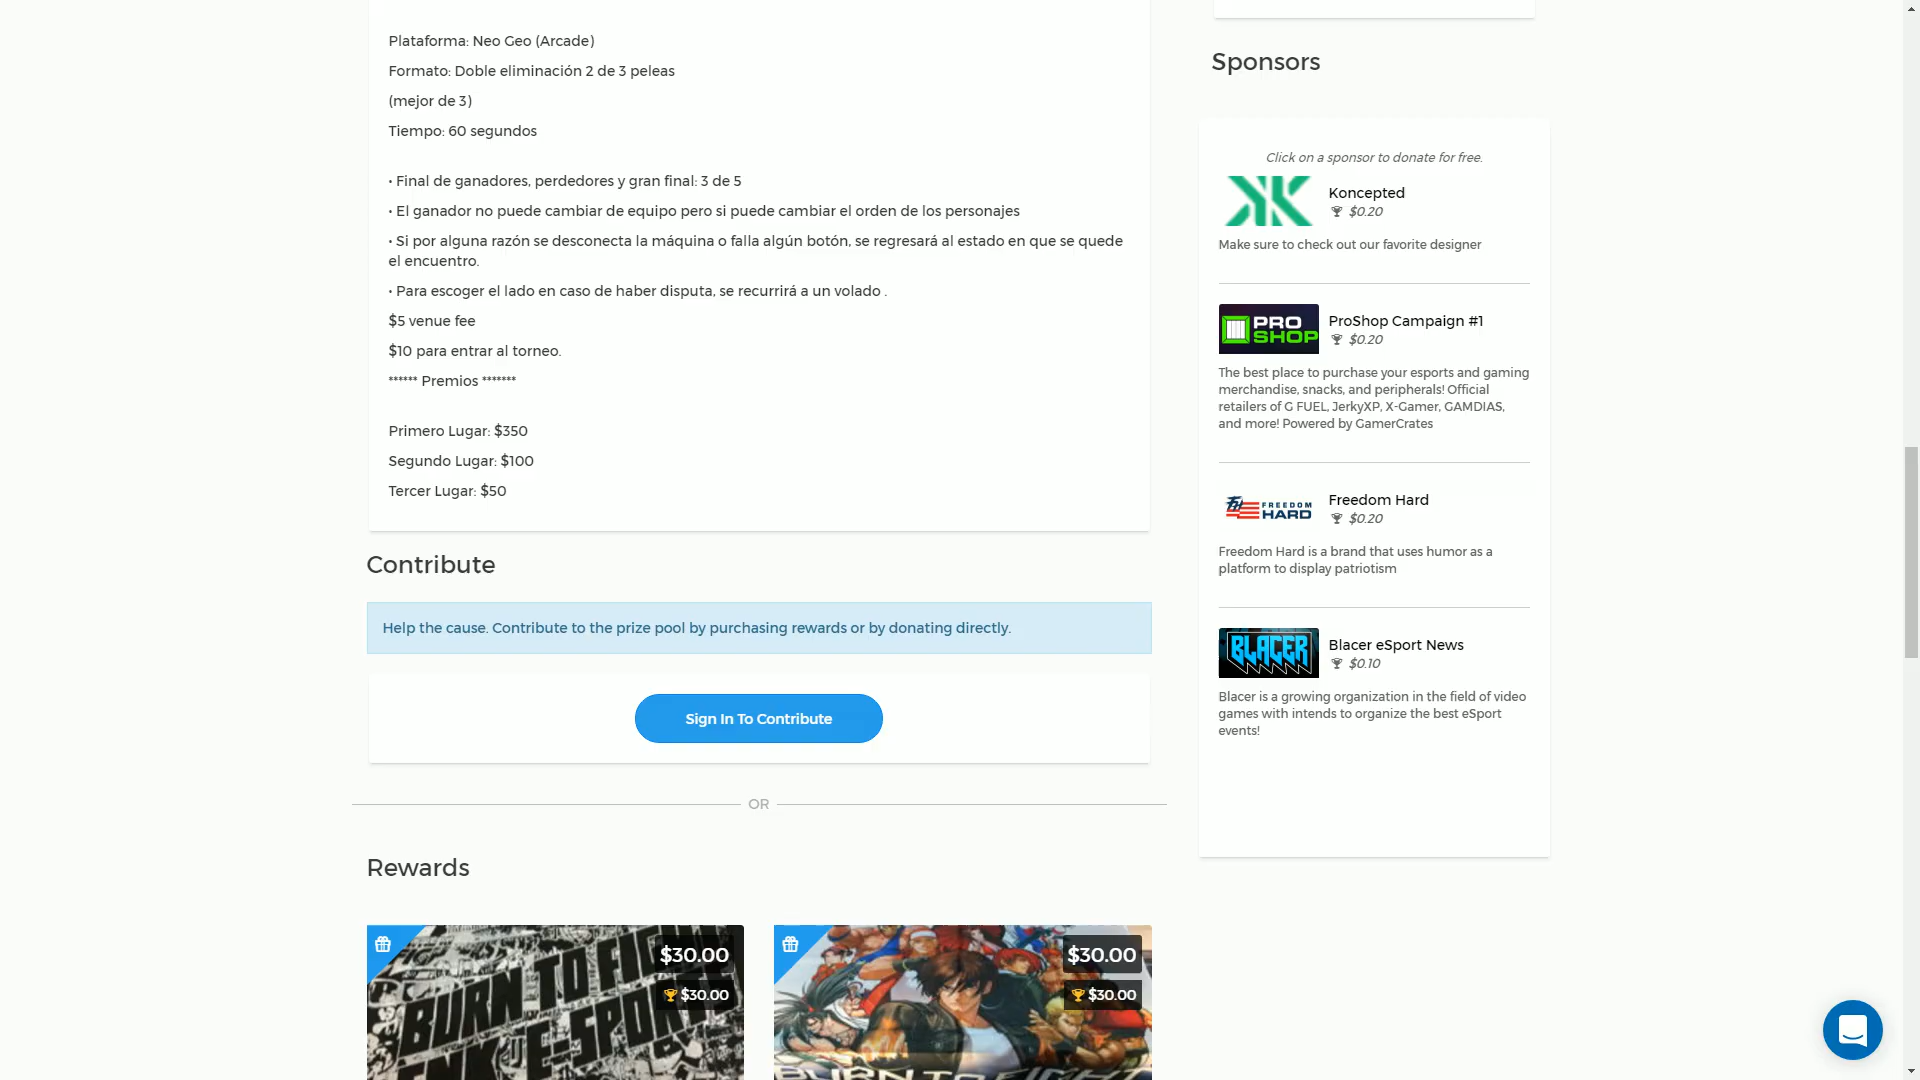 Plataforma: Neo Geo (Arcade)
Formato: Doble eliminación 2 de 3 peleas
(mejor de 3)
Tiempo: 60 segundos
• Final de ganadores, perdedores y gran final: 3 de 5
• El ganador no puede cambiar de equipo pero si puede cambiar el orden de los personajes
• Si por alguna razón se desconecta la máquina o falla algún botón, se regresará al estado en que se quede
el encuentro.
• Para escoger el lado en caso de haber disputa, se recurrirá a un volado .
$5 venue fee
$10 para entrar al torneo.
****** Premios *******
Primero Lugar: $350
Segundo Lugar: $100
Tercer Lugar: $50
Contribute
Help the cause. Contribute to the prize pool by purchasing rewards or by donating directly.
Sign In To Contribute
OR
Rewards
$30.00
$30.00
BURN TO FIGHT
$30.00
$30.00
BURN TO FIGHT
Sponsors
Click on a sponsor to donate for free.
Koncepted
$0.20
Make sure to check out our favorite designer
PRO
SHOP
ProShop Campaign #1
$0.20
The best place to purchase your esports and gaming
merchandise, snacks, and peripherals! Official
retailers of G FUEL, JerkyXP, X-Gamer, GAMDIAS,
and more! Powered by GamerCrates
FH FREEDOM
HARD
Freedom Hard
$0.20
Freedom Hard is a brand that uses humor as a
platform to display patriotism
BLACER
Blacer eSport News
$0.10
Blacer is a growing organization in the field of video
games with intends to organize the best eSport
events!